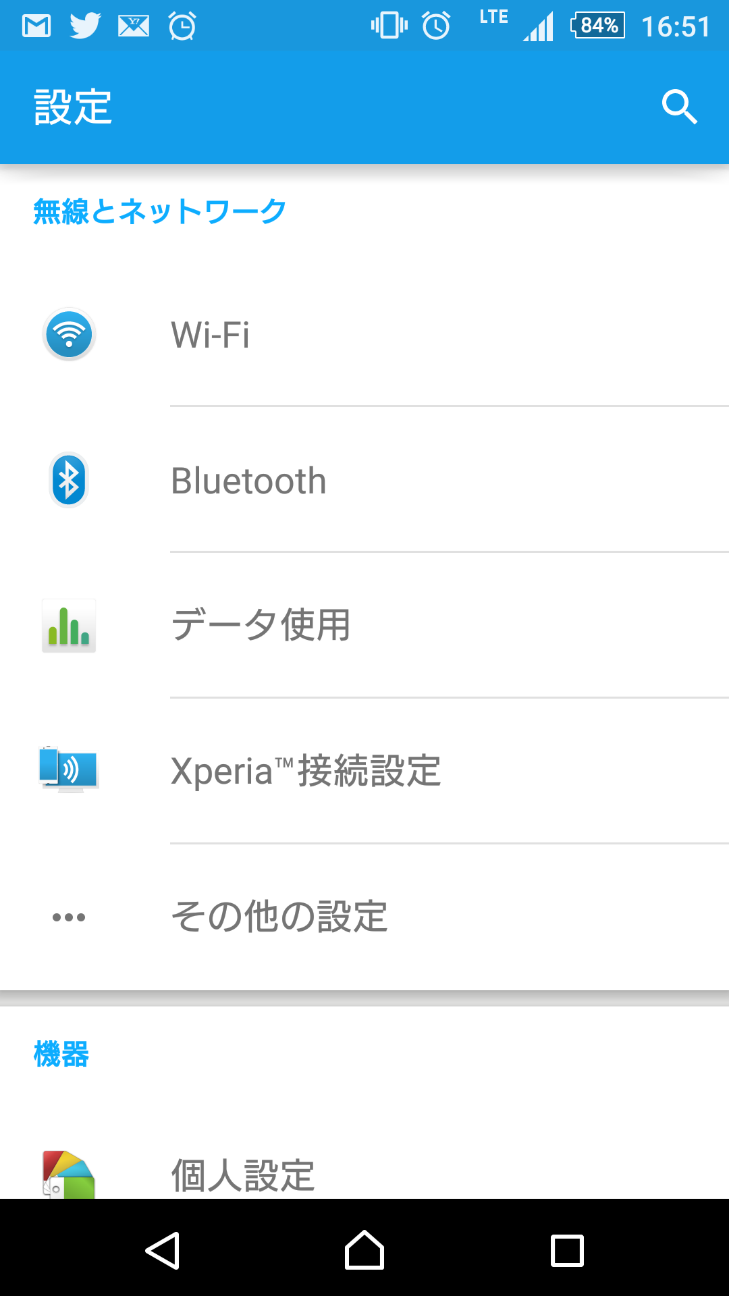 LTE 84% 16:51
設定
無線とネットワーク
Wi-Fi
Bluetooth
データ使用
Xperia™接続設定
その他の設定
機器
個人設定